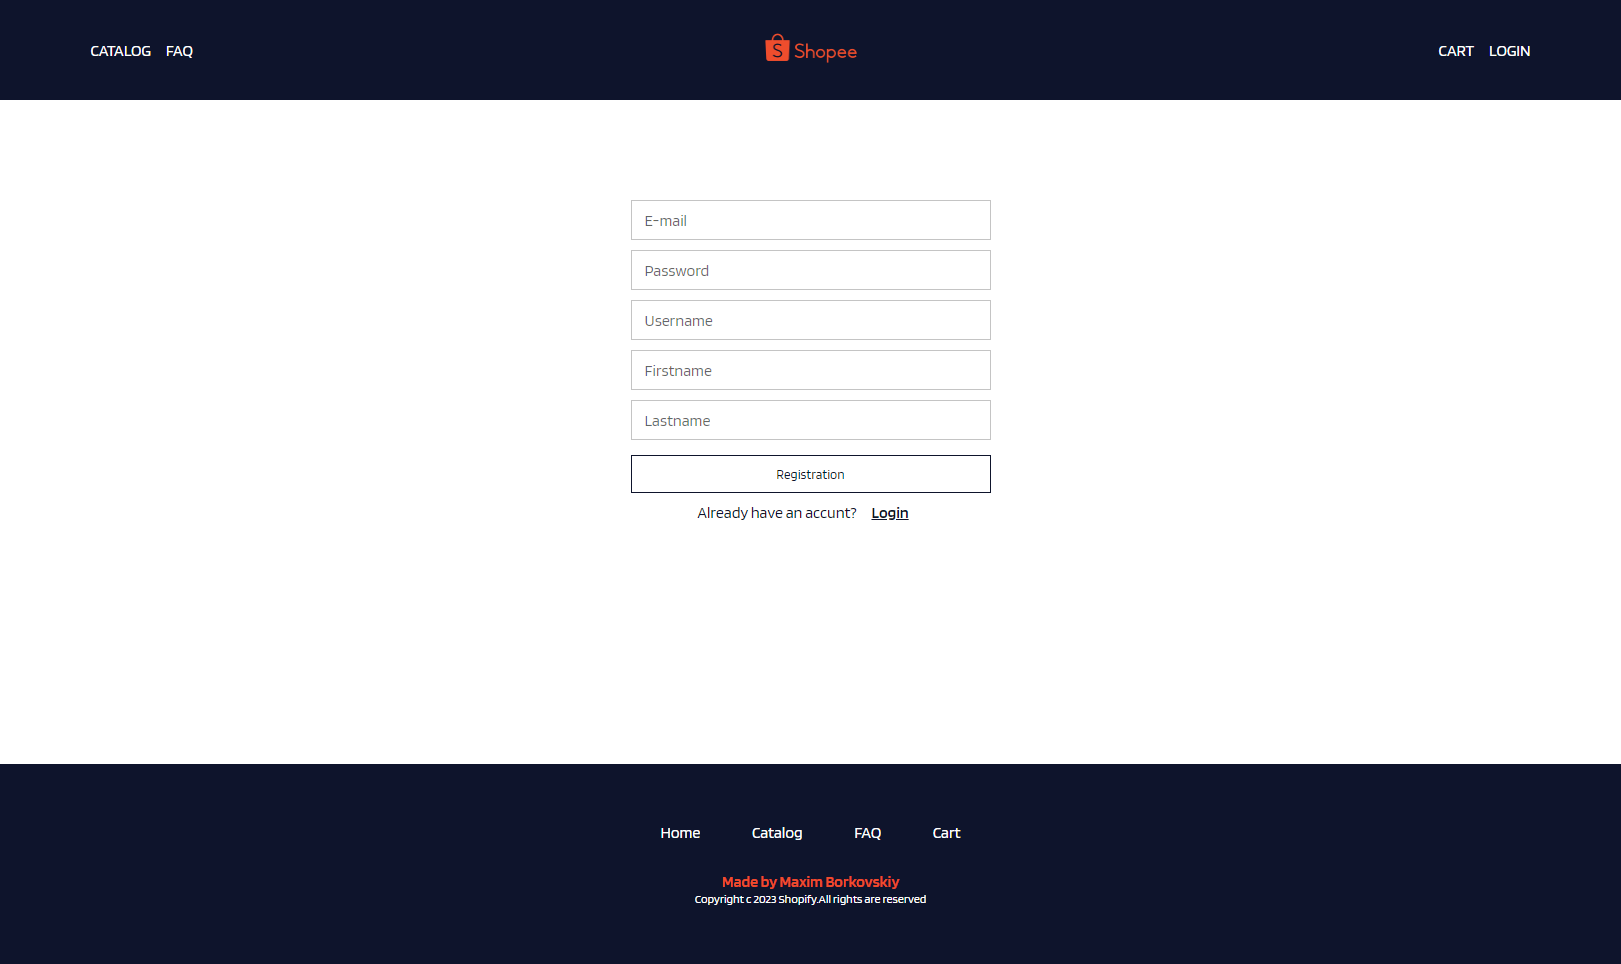 CATALOG FAQ
S Shopee
CART LOGIN
E-mail
Password
Username
Firstname
Lastname
Registration
Already have an accunt? Login
Home Catalog FAQ Cart
Made by Maxim Borkovskiy
Copyright c 2023 Shopify.All rights are reserved